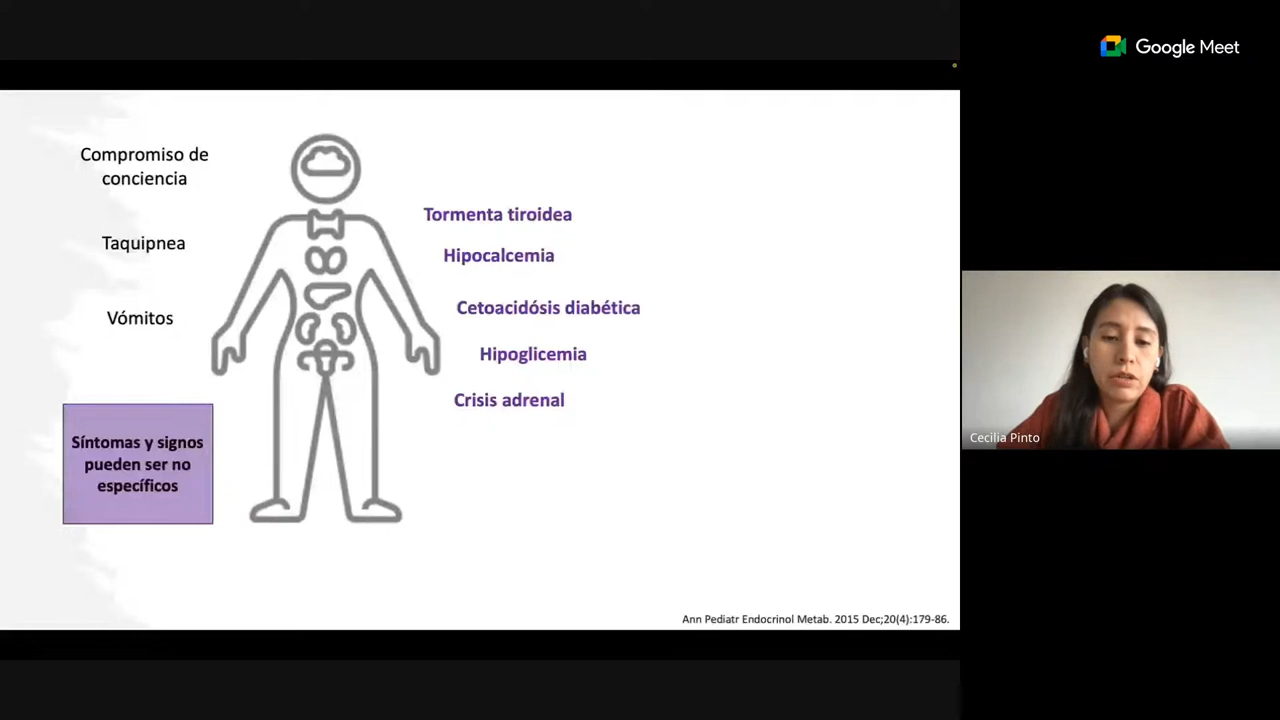 Google Meet
Compromiso de
conciencia
Taquipnea
Vómitos
Síntomas y signos
pueden ser no
específicos
Tormenta tiroidea
Hipocalcemia
Cetoacidósis diabética
Hipoglicemia
Crisis adrenal
Ann Pediatr Endocrinol Metab. 2015 Dec;20(4):179-86.
Cecilia Pinto